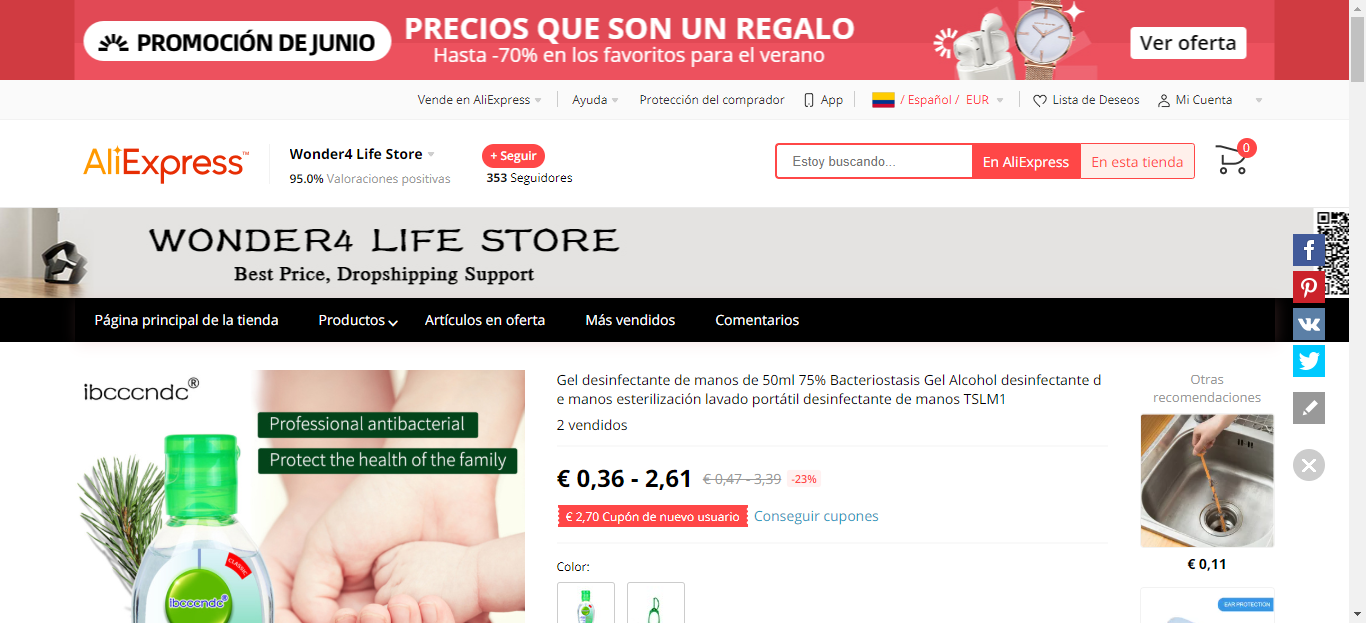 PROMOCIÓN DE JUNIO
PRECIOS QUE SON UN REGALO
Hasta -70% en los favoritos para el verano
Ver oferta
Vende en AliExpress
Ayuda
Protección del comprador
App
/ Español / EUR
Lista de Deseos
Mi Cuenta
AliExpress™
Wonder4 Life Store
95.0% Valoraciones positivas
+ Seguir
353 Seguidores
Estoy buscando...
En AliExpress
En esta tienda
0
WONDER4 LIFE STORE
Best Price, Dropshipping Support
Página principal de la tienda
Productos
Artículos en oferta
Más vendidos
Comentarios
ibcccndc®
Professional antibacterial
Protect the health of the family
CLASSIC
ibcccndc®
Gel desinfectante de manos de 50ml 75% Bacteriostasis Gel Alcohol desinfectante d
e manos esterilización lavado portátil desinfectante de manos TSLM1
2 vendidos
€ 0,36 - 2,61
€ 0,47 - 3,39
-23%
€ 2,70 Cupón de nuevo usuario
Conseguir cupones
Color:
Otras
recomendaciones
€ 0,11
EAR PROTECTION